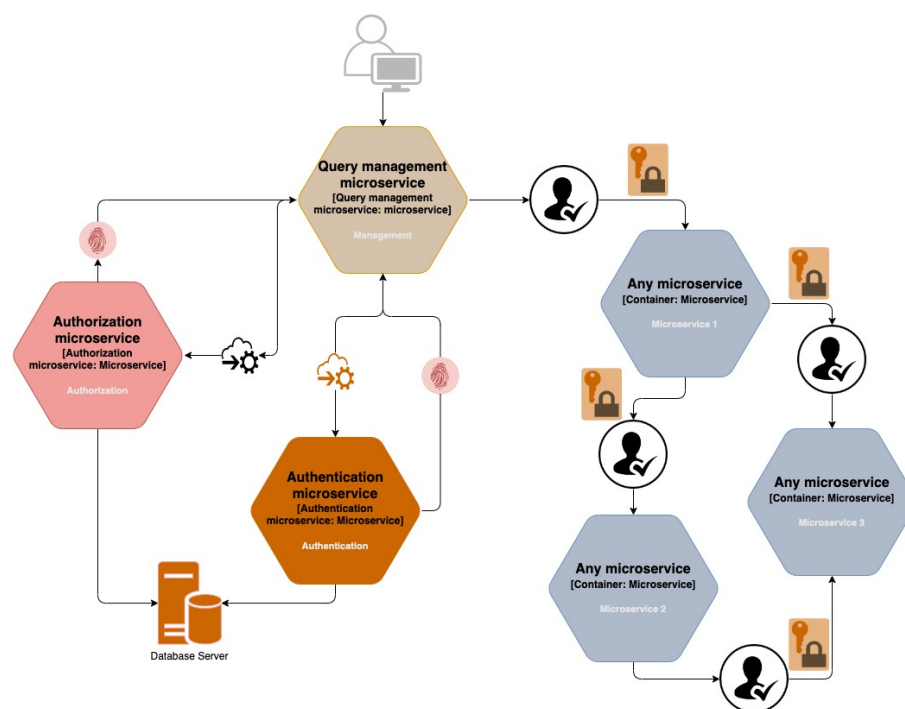 Query management
microservice
[Query management
microservice: microservice]
Management
Any microservice
[Container: Microservice]
Microservice 1
Authorization
microservice
[Authorization
microservice: Microservice]
Authorization
Authentication
microservice
[Authentication
microservice: Microservice]
Authentication
Any microservice
[Container: Microservice]
Microservice 3
Any microservice
[Container: Microservice]
Microservice 2
Database Server